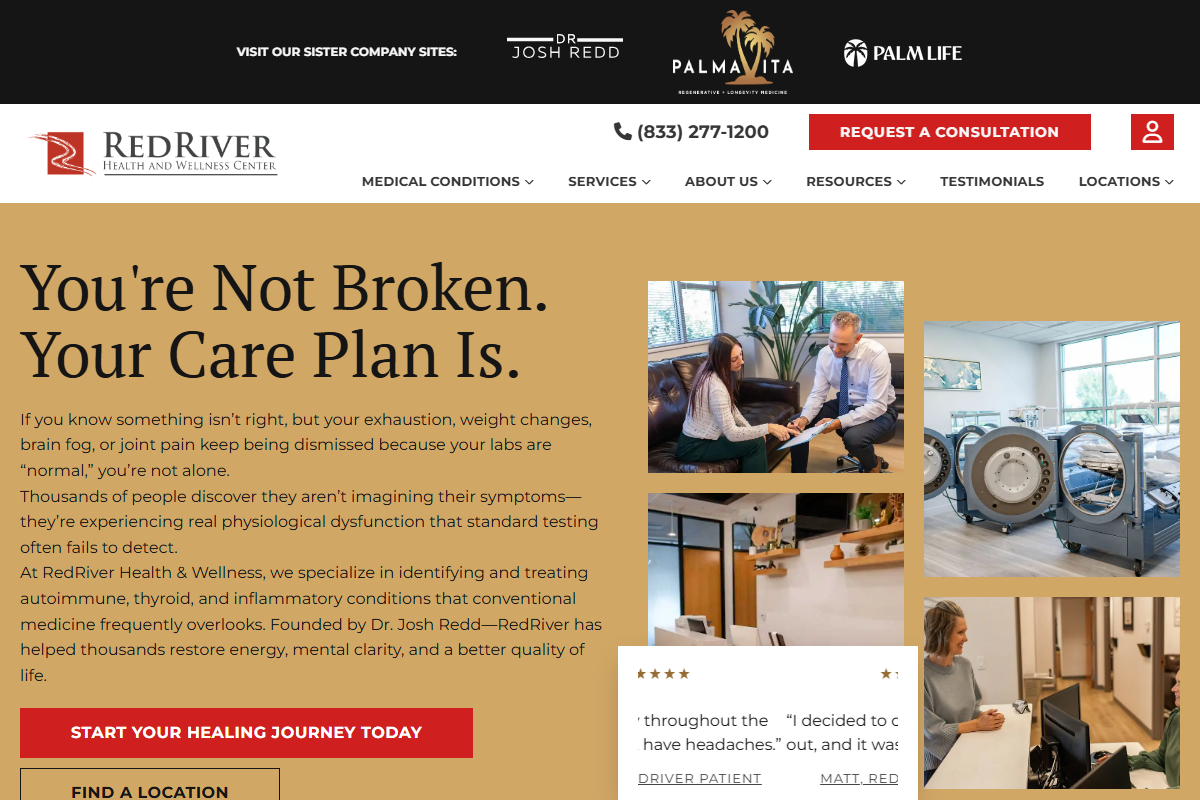 VISIT OUR SISTER COMPANY SITES:
DR
JOSH REDD
PALMAVITA
REGENERATIVE + LONGEVITY MEDICINE
PALM LIFE
REDRIVER
HEALTH AND WELLNESS CENTER
(833) 277-1200
REQUEST A CONSULTATION
MEDICAL CONDITIONS
SERVICES
ABOUT US
RESOURCES
TESTIMONIALS
LOCATIONS
You're Not Broken.
Your Care Plan Is.
If you know something isn’t right, but your exhaustion, weight changes,
brain fog, or joint pain keep being dismissed because your labs are
“normal,” you’re not alone.
Thousands of people discover they aren’t imagining their symptoms—
they’re experiencing real physiological dysfunction that standard testing
often fails to detect.
At RedRiver Health & Wellness, we specialize in identifying and treating
autoimmune, thyroid, and inflammatory conditions that conventional
medicine frequently overlooks. Founded by Dr. Josh Redd—RedRiver has
helped thousands restore energy, mental clarity, and a better quality of
life.
START YOUR HEALING JOURNEY TODAY
FIND A LOCATION
throughout the
have headaches.”
DRIVER PATIENT
“I decided to
out, and it was
MATT, RED